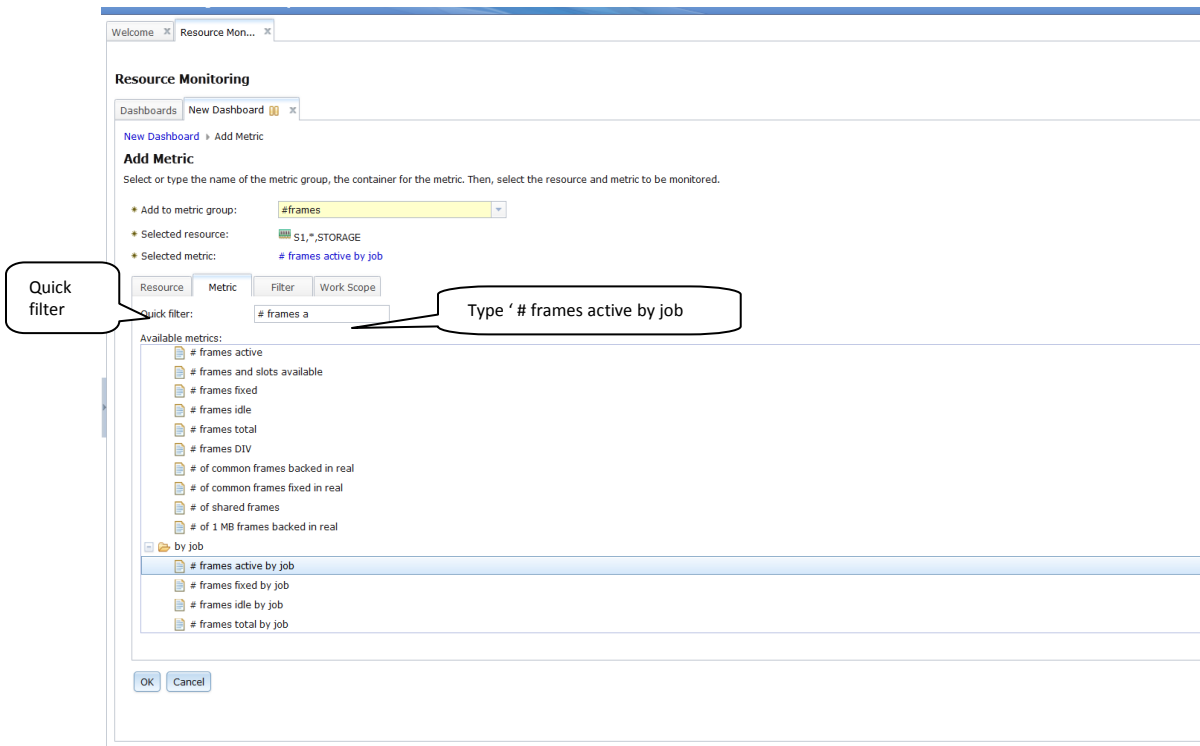 Welcome x Resource Mon... x
Resource Monitoring
Dashboards New Dashboard x
New Dashboard Add Metric
Add Metric
Select or type the name of the metric group, the container for the metric. Then, select the resource and metric to be monitored.
* Add to metric group: #frames
* Selected resource: S1,*,STORAGE
* Selected metric: # frames active by job
Resource Metric Filter Work Scope
Quick
filter
Quick filter: # frames a
Type ‘ # frames active by job
Available metrics:
# frames active
# frames and slots available
# frames fixed
# frames idle
# frames total
# frames DIV
# of common frames backed in real
# of common frames fixed in real
# of shared frames
# of 1 MB frames backed in real
by job
# frames active by job
# frames fixed by job
# frames idle by job
# frames total by job
OK Cancel